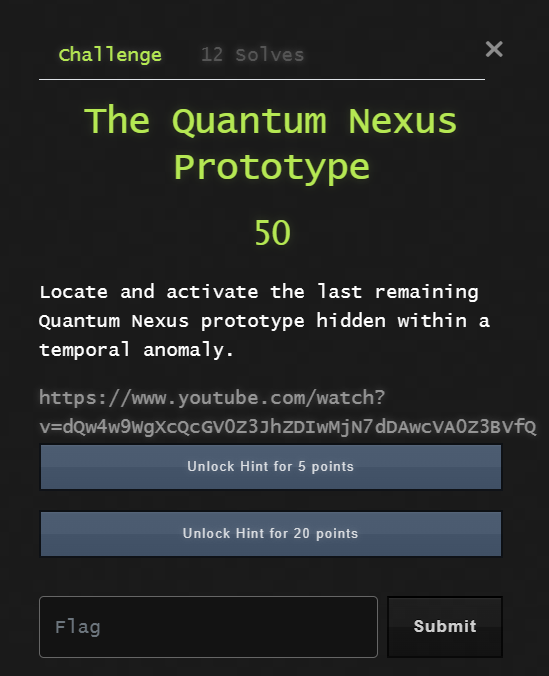 Challenge 12 Solves ×
The Quantum Nexus
Prototype
50
Locate and activate the last remaining
Quantum Nexus prototype hidden within a
temporal anomaly.
https://www.youtube.com/watch?
v=dQw4w9WgXcQcGV0Z3JhZDIwMjN7dDAwcVA0Z3BVfQ
Unlock Hint for 5 points
Unlock Hint for 20 points
Flag Submit